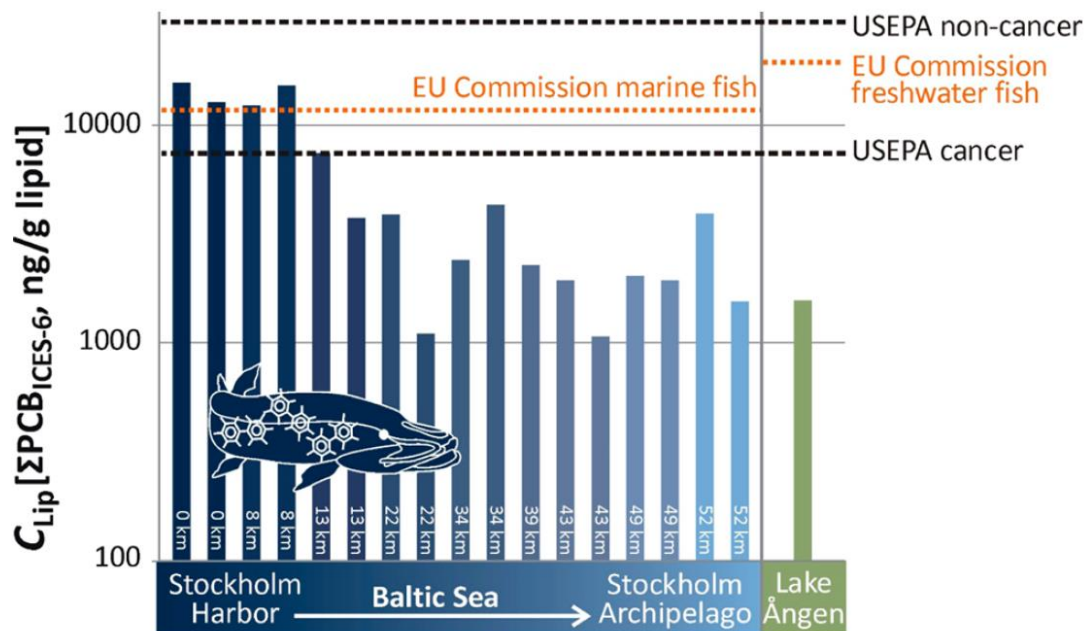 USEPA non-cancer
EU Commission marine fish
EU Commission
freshwater fish
USEPA cancer
C Lip [ΣPCB ICES-6, ng/g lipid]
10000
1000
100
0 km
0 km
8 km
8 km
13 km
13 km
22 km
22 km
34 km
34 km
39 km
43 km
43 km
49 km
49 km
52 km
52 km
Stockholm
Harbor
Baltic Sea
Stockholm
Archipelago
Lake
Ången